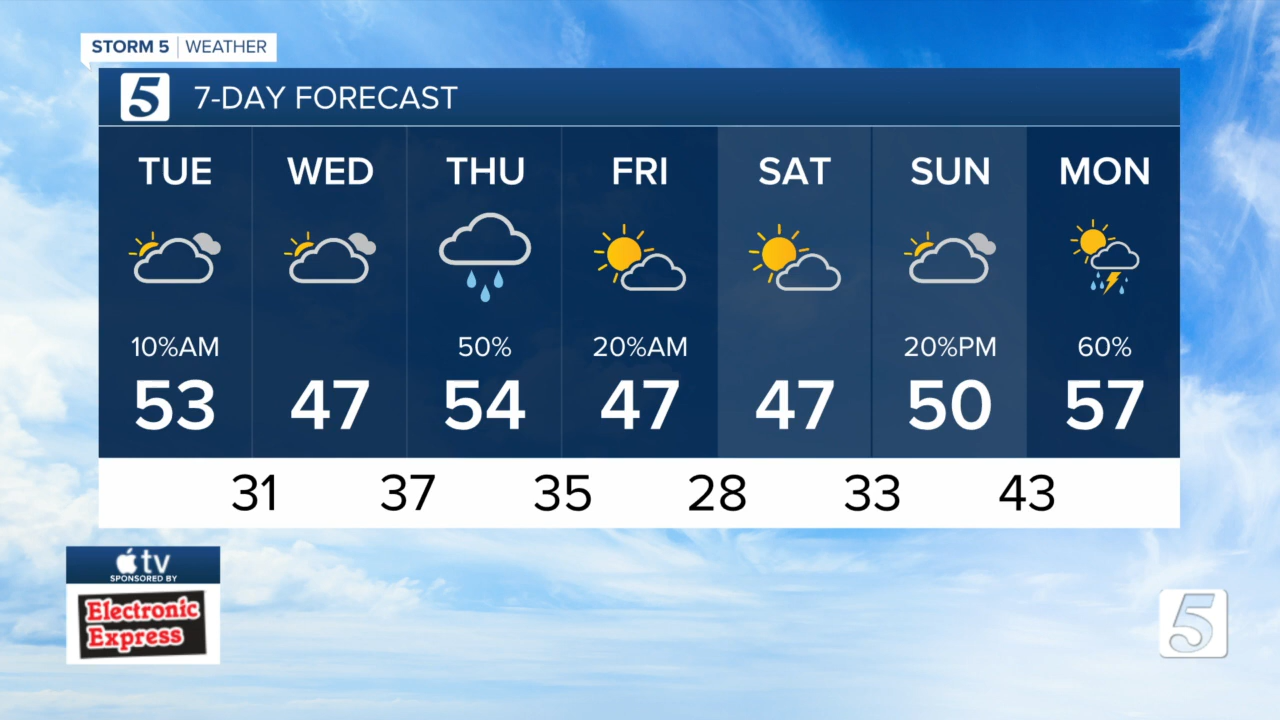 STORM 5 | WEATHER
5 7-DAY FORECAST
TUE WED THU FRI SAT SUN MON
10%AM 50% 20%AM 20%PM 60%
53 47 54 47 47 50 57
31 37 35 28 33 43
tv
SPONSORED BY
Electronic
Express
5